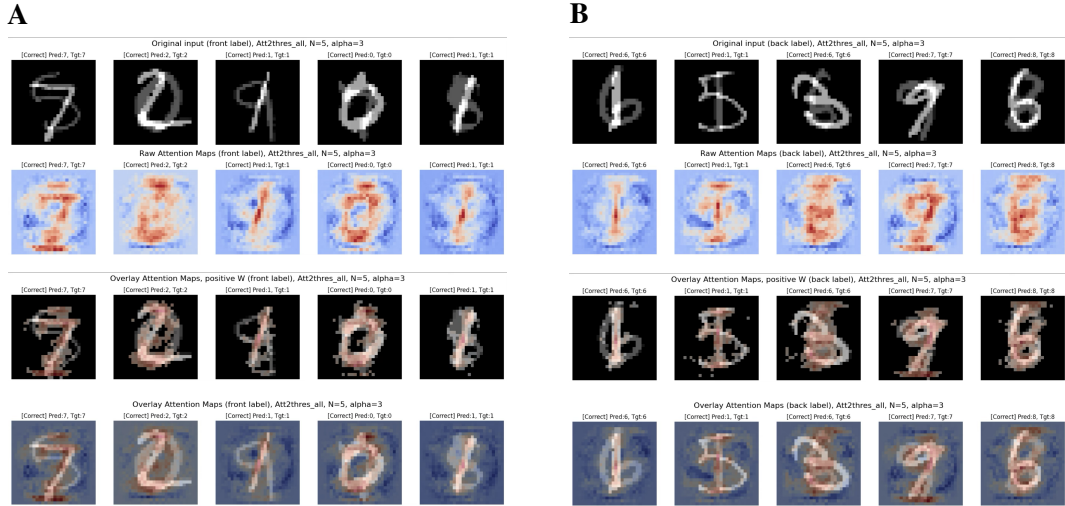 A
Original input (front label), Att2thres_all, N=5, alpha=3
[Correct] Pred:7, Tgt:7 [Correct] Pred:2, Tgt:2 [Correct] Pred:1, Tgt:1 [Correct] Pred:0, Tgt:0 [Correct] Pred:1, Tgt:1
Raw Attention Maps (front label), Att2thres_all, N=5, alpha=3
[Correct] Pred:7, Tgt:7 [Correct] Pred:2, Tgt:2 [Correct] Pred:1, Tgt:1 [Correct] Pred:0, Tgt:0 [Correct] Pred:1, Tgt:1
Overlay Attention Maps, positive W (front label), Att2thres_all, N=5, alpha=3
[Correct] Pred:7, Tgt:7 [Correct] Pred:2, Tgt:2 [Correct] Pred:1, Tgt:1 [Correct] Pred:0, Tgt:0 [Correct] Pred:1, Tgt:1
Overlay Attention Maps (front label), Att2thres_all, N=5, alpha=3
[Correct] Pred:7, Tgt:7 [Correct] Pred:2, Tgt:2 [Correct] Pred:1, Tgt:1 [Correct] Pred:0, Tgt:0 [Correct] Pred:1, Tgt:1
B
Original input (back label), Att2thres_all, N=5, alpha=3
[Correct] Pred:6, Tgt:6 [Correct] Pred:1, Tgt:1 [Correct] Pred:6, Tgt:6 [Correct] Pred:7, Tgt:7 [Correct] Pred:8, Tgt:8
Raw Attention Maps (back label), Att2thres_all, N=5, alpha=3
[Correct] Pred:6, Tgt:6 [Correct] Pred:1, Tgt:1 [Correct] Pred:6, Tgt:6 [Correct] Pred:7, Tgt:7 [Correct] Pred:8, Tgt:8
Overlay Attention Maps, positive W (back label), Att2thres_all, N=5, alpha=3
[Correct] Pred:6, Tgt:6 [Correct] Pred:1, Tgt:1 [Correct] Pred:6, Tgt:6 [Correct] Pred:7, Tgt:7 [Correct] Pred:8, Tgt:8
Overlay Attention Maps (back label), Att2thres_all, N=5, alpha=3
[Correct] Pred:6, Tgt:6 [Correct] Pred:1, Tgt:1 [Correct] Pred:6, Tgt:6 [Correct] Pred:7, Tgt:7 [Correct] Pred:8, Tgt:8